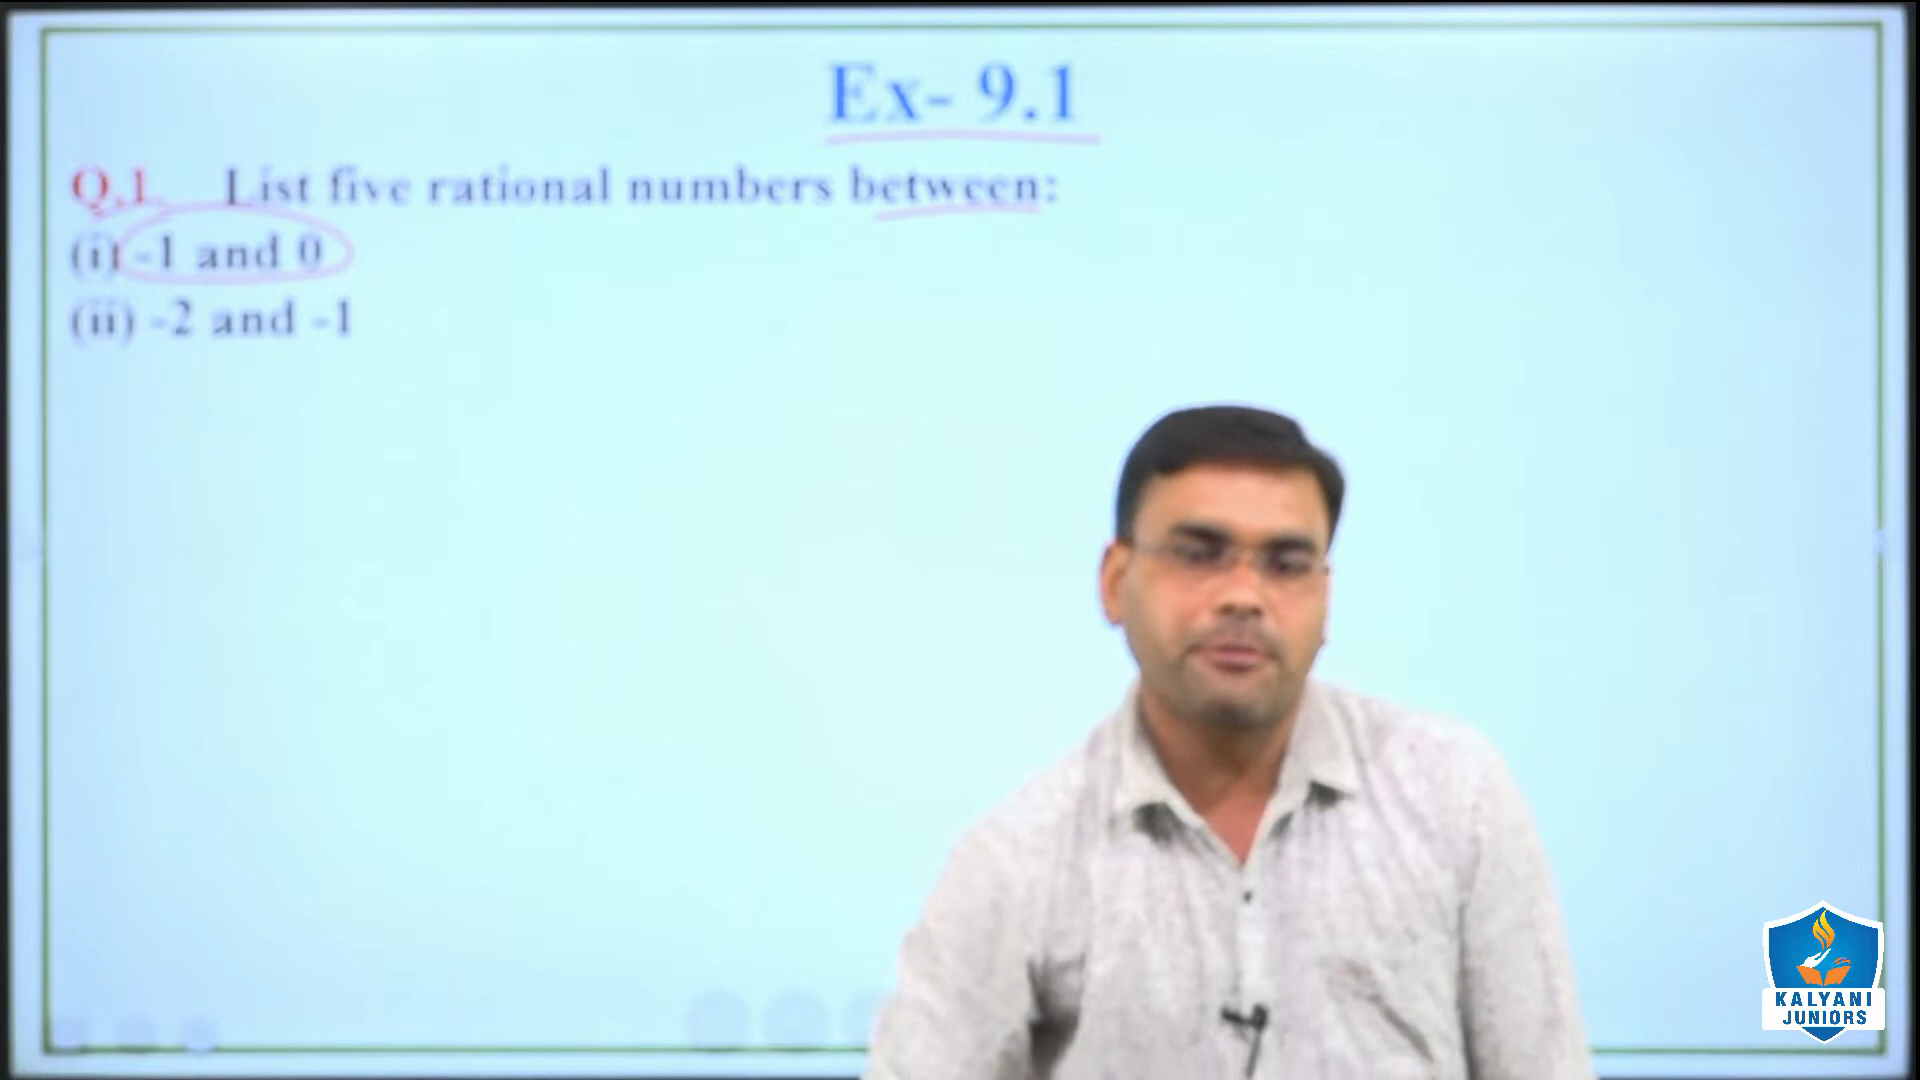 Ex- 9.1
Q.1. List five rational numbers between:
(i) -1 and 0
(ii) -2 and -1
KALYANI
JUNIORS